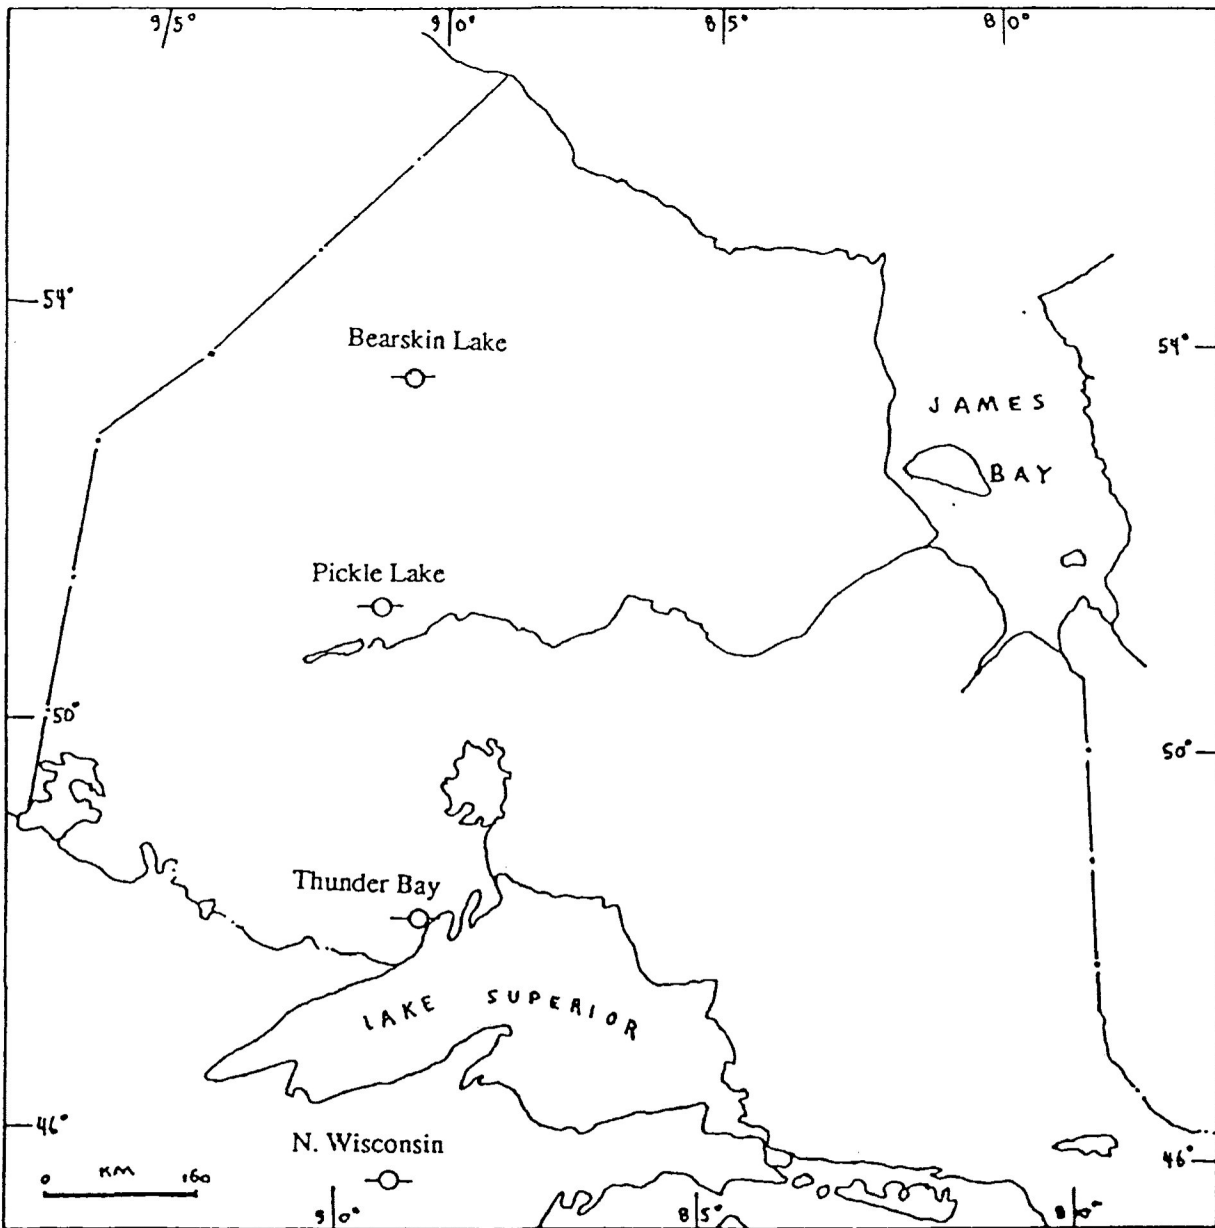 95°
90°
85°
80°
54°
Bearskin Lake
54°
JAMES
BAY
Pickle Lake
50°
50°
Thunder Bay
LAKE SUPERIOR
46°
N. Wisconsin
46°
0 KM 160
90°
85°
80°